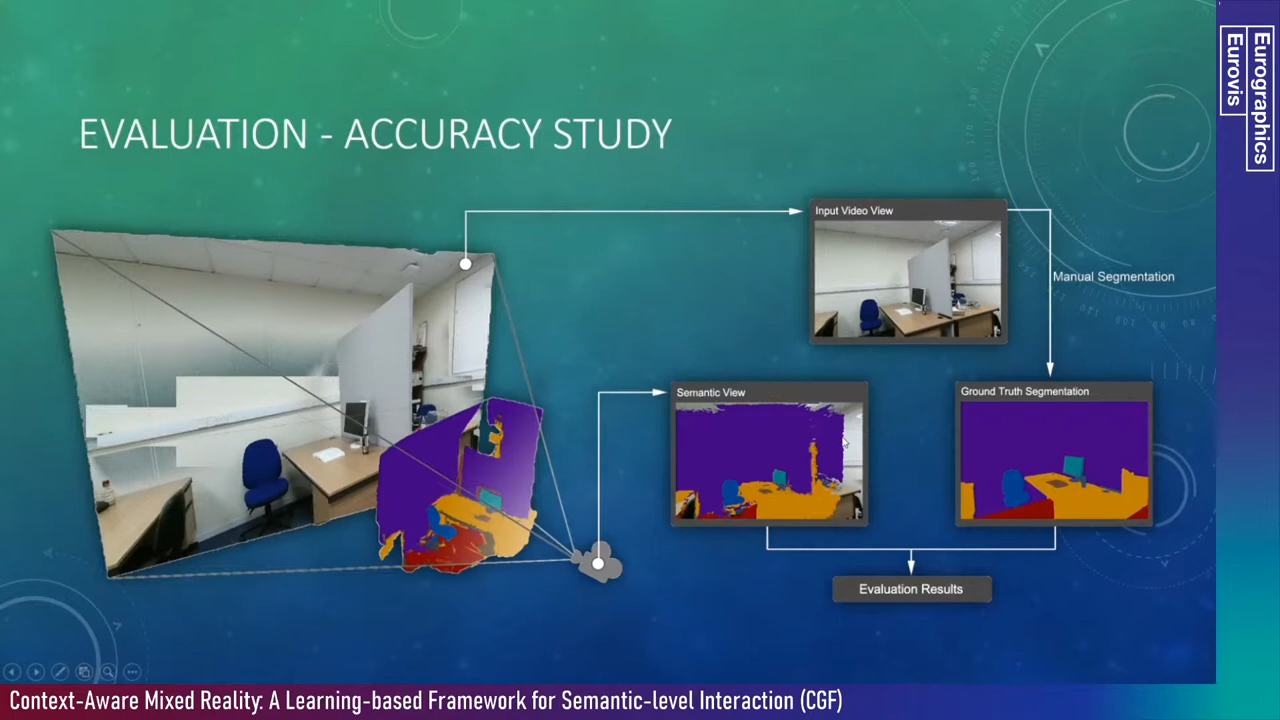 EVALUATION - ACCURACY STUDY
Input Video View
Manual Segmentation
Semantic View
Ground Truth Segmentation
Evaluation Results
Eurographics
Eurovis
Context-Aware Mixed Reality: A Learning-based Framework for Semantic-level Interaction (CGF)